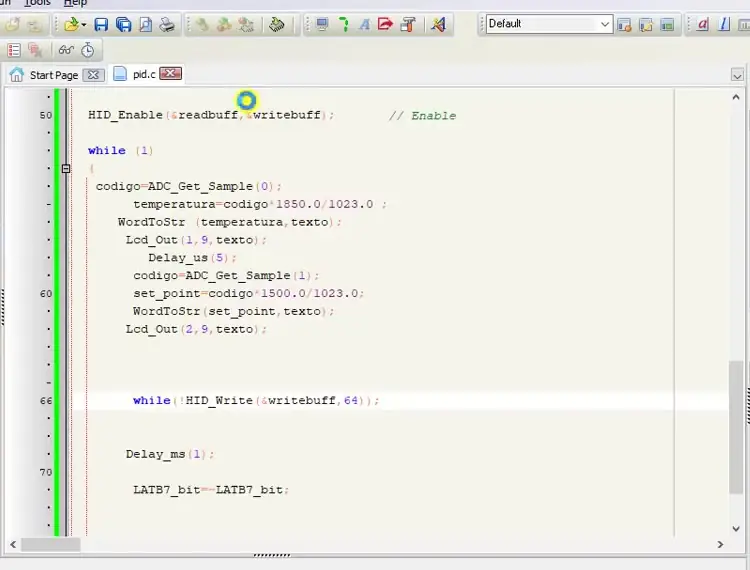 un Tools Help
Default
Start Page pid.c
50 HID_Enable(&readbuff,&writebuff); // Enable
while (1)
{
codigo=ADC_Get_Sample(0);
temperatura=codigo*1850.0/1023.0 ;
WordToStr (temperatura,texto);
Lcd_Out(1,9,texto);
Delay_us(5);
codigo=ADC_Get_Sample(1);
60 set_point=codigo*1500.0/1023.0;
WordToStr(set_point,texto);
Lcd_Out(2,9,texto);
66 while(!HID_Write(&writebuff,64));
Delay_ms(1);
70
LATB7_bit=~LATB7_bit;